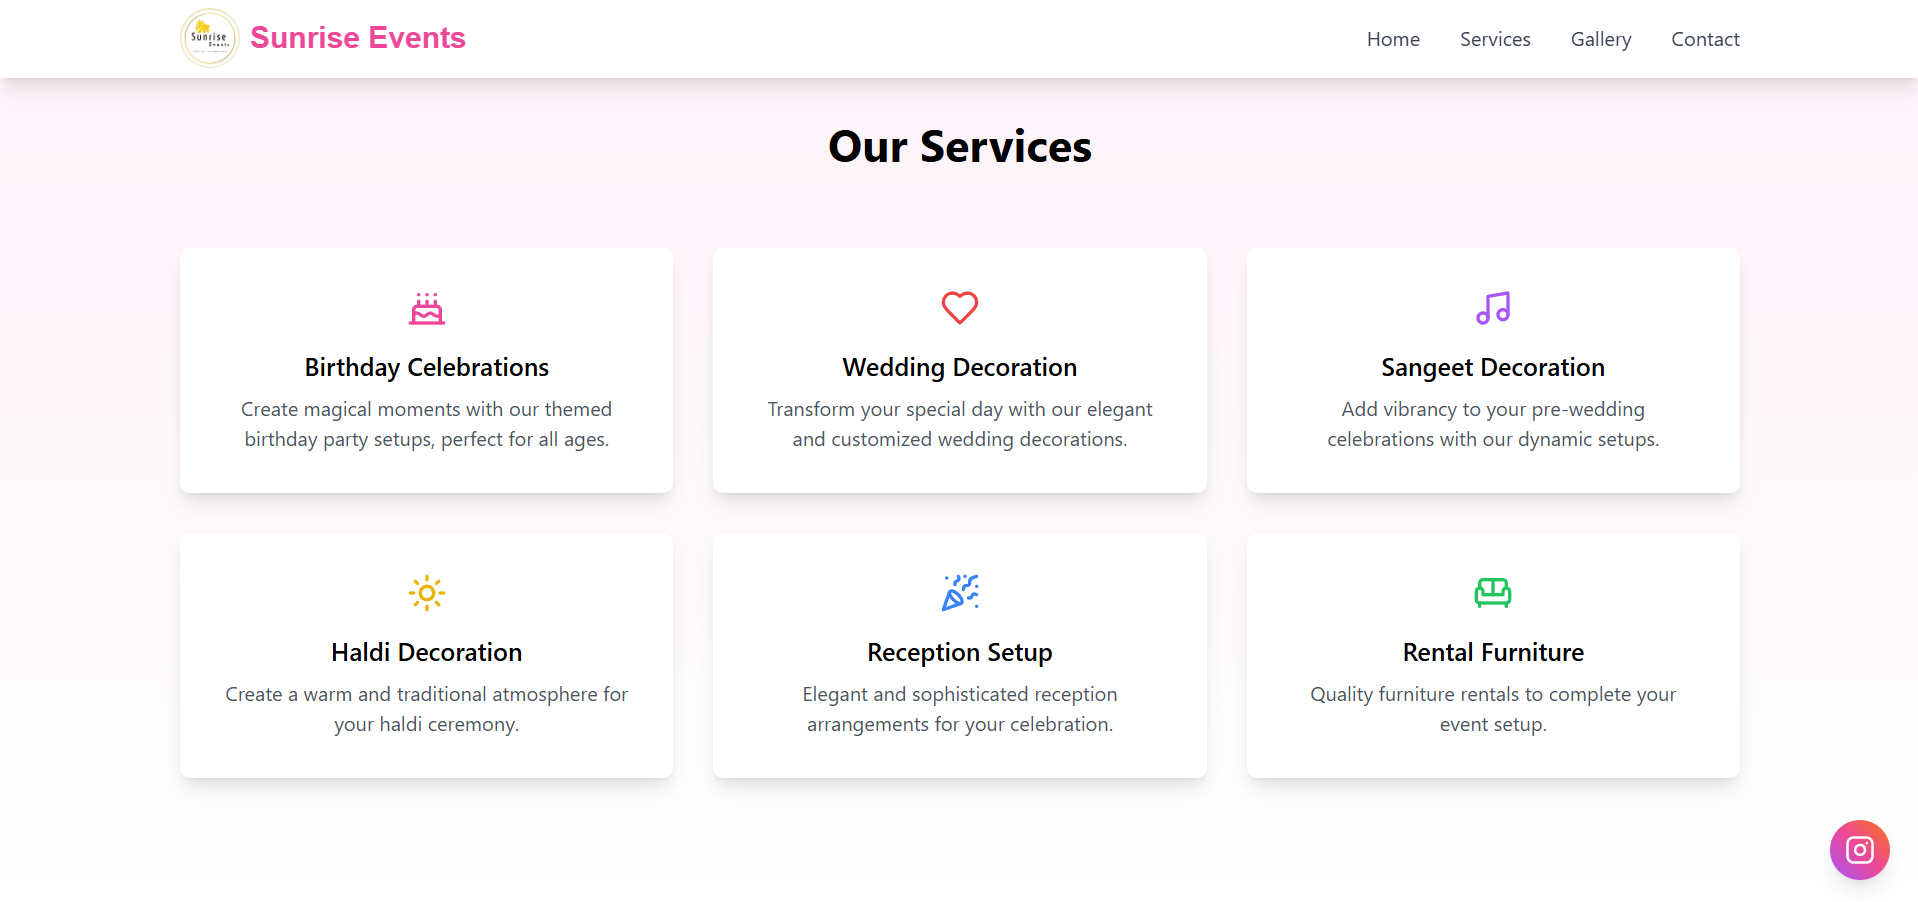 Sunrise
Events
Sunrise Events
Home
Services
Gallery
Contact
Our Services
Birthday Celebrations
Create magical moments with our themed
birthday party setups, perfect for all ages.
Wedding Decoration
Transform your special day with our elegant
and customized wedding decorations.
Sangeet Decoration
Add vibrancy to your pre-wedding
celebrations with our dynamic setups.
Haldi Decoration
Create a warm and traditional atmosphere for
your haldi ceremony.
Reception Setup
Elegant and sophisticated reception
arrangements for your celebration.
Rental Furniture
Quality furniture rentals to complete your
event setup.